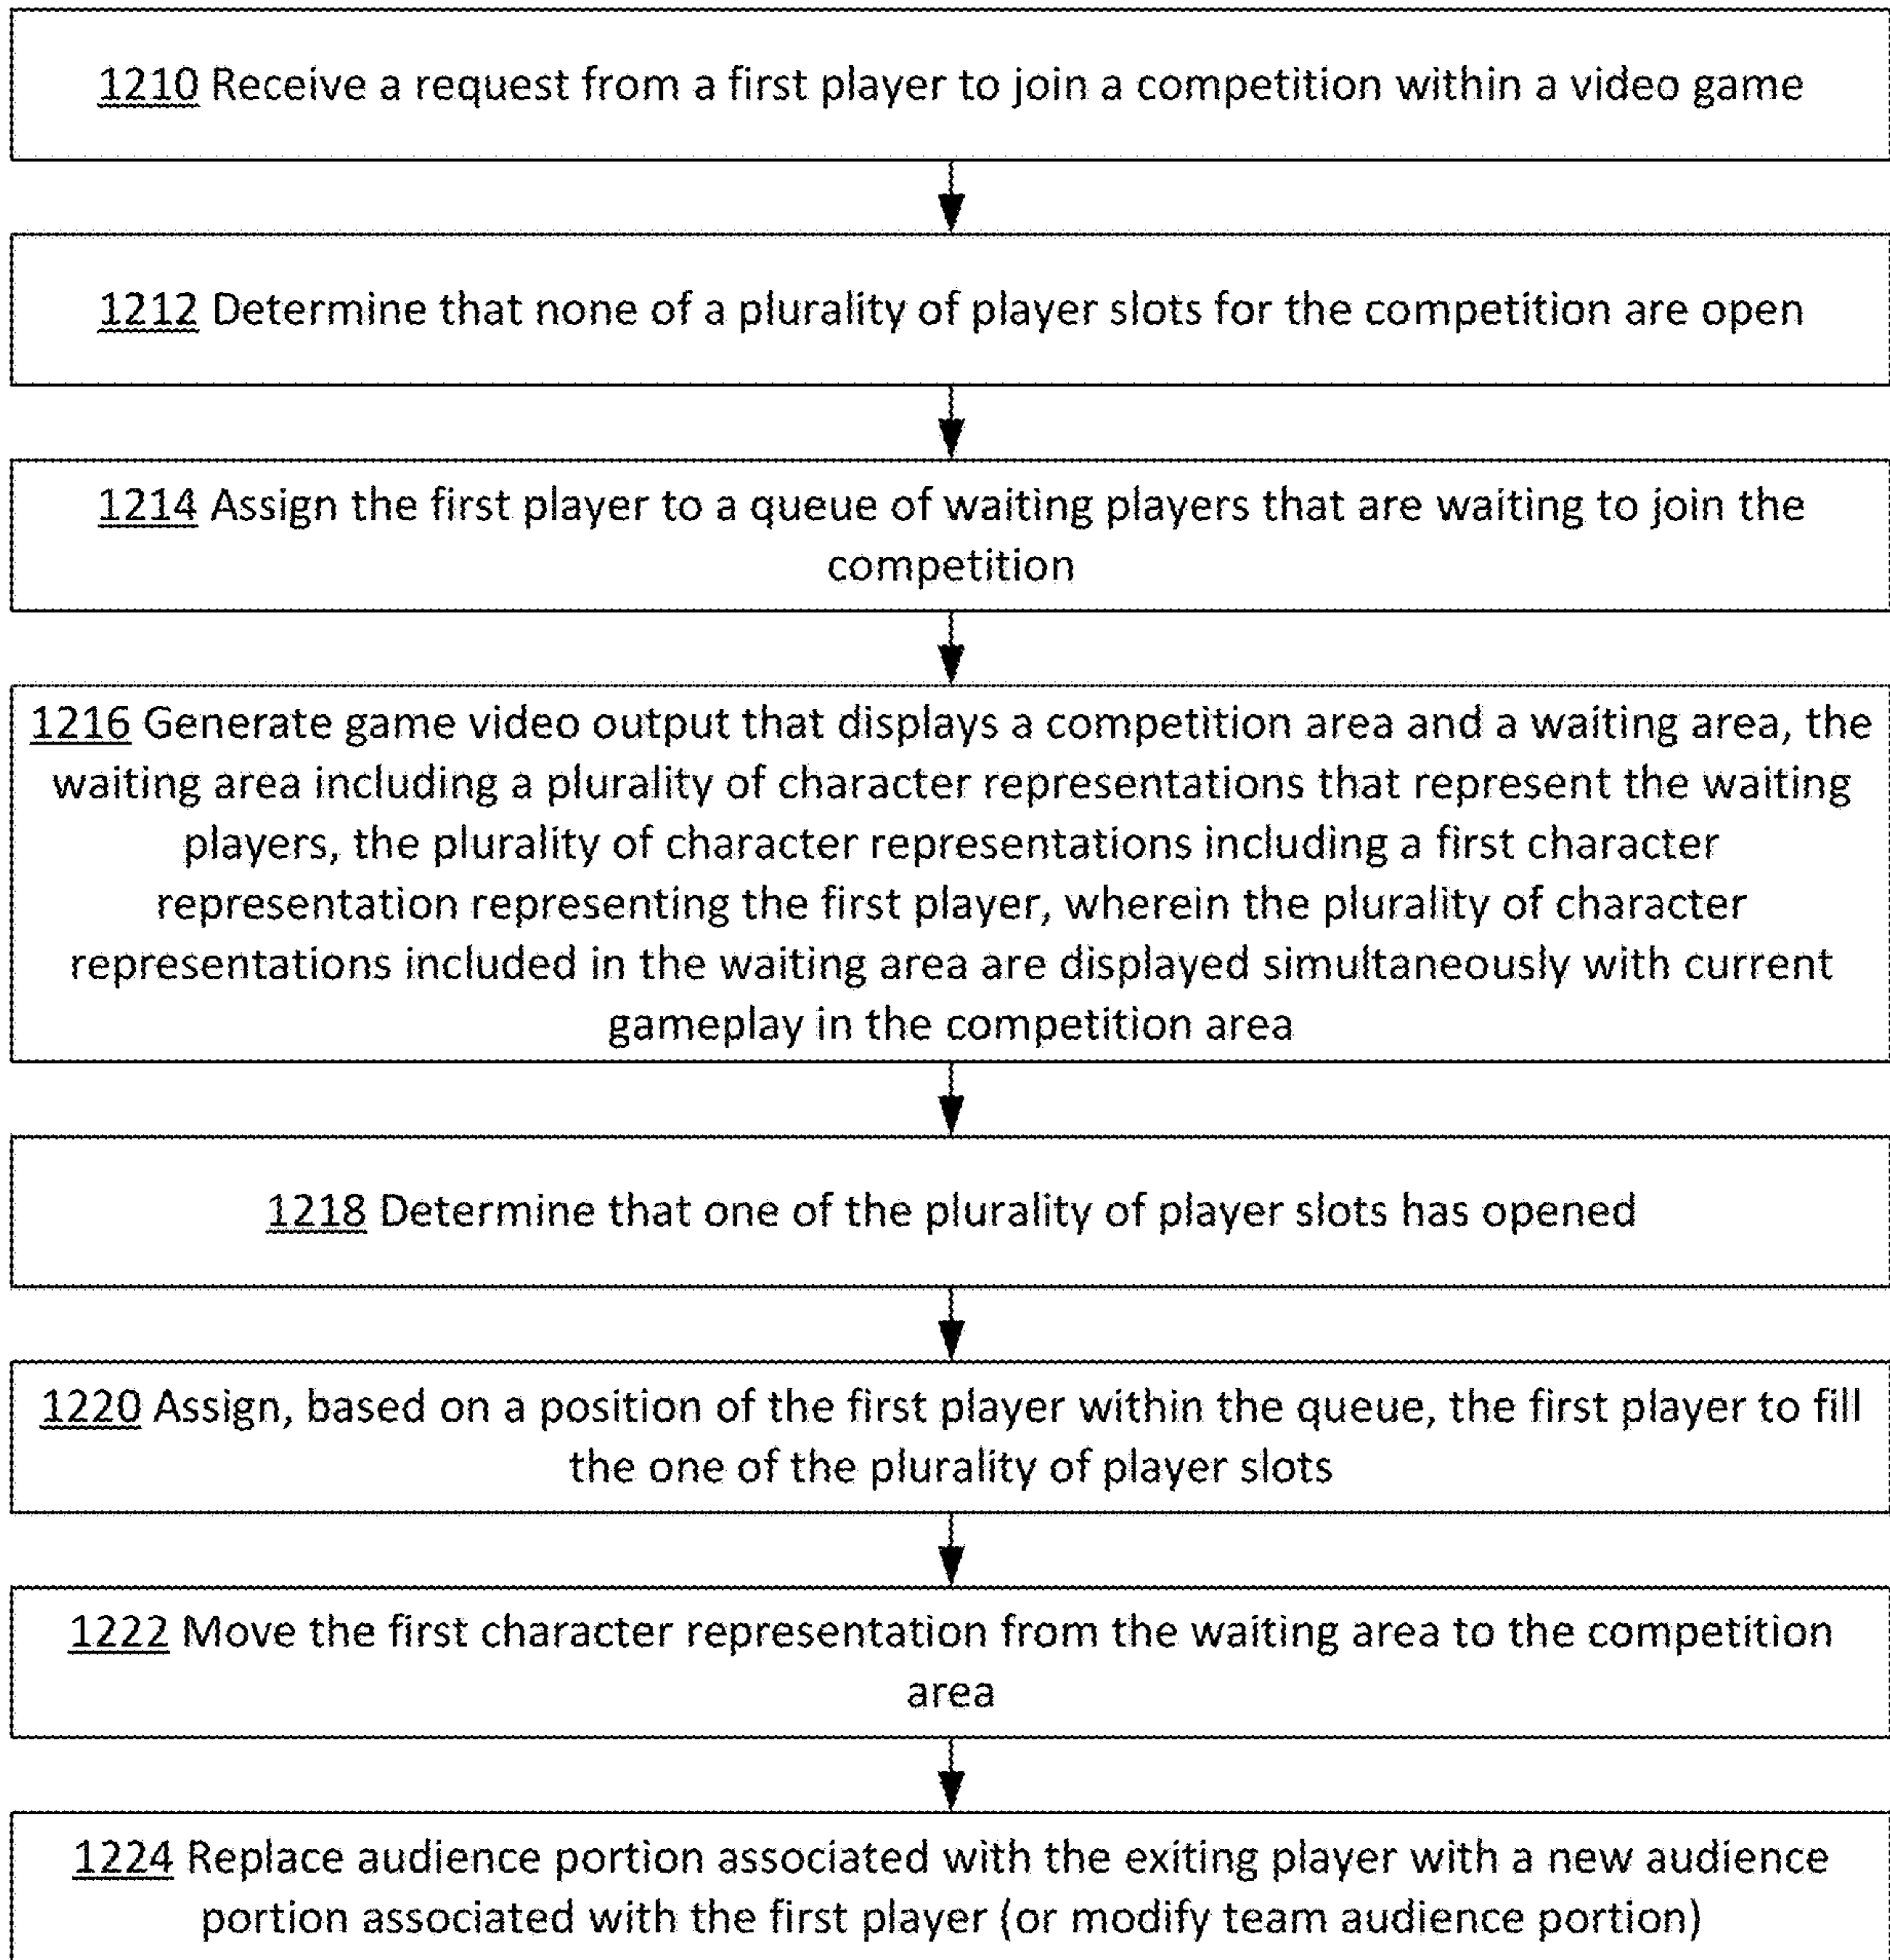 1210 Receive a request from a first player to join a competition within a video game
1212 Determine that none of a plurality of player slots for the competition are open
1214 Assign the first player to a queue of waiting players that are waiting to join the
competition
1216 Generate game video output that displays a competition area and a waiting area, the
waiting area including a plurality of character representations that represent the waiting
players, the plurality of character representations including a first character
representation representing the first player, wherein the plurality of character
representations included in the waiting area are displayed simultaneously with current
gameplay in the competition area
1218 Determine that one of the plurality of player slots has opened
1220 Assign, based on a position of the first player within the queue, the first player to fill
the one of the plurality of player slots
1222 Move the first character representation from the waiting area to the competition
area
1224 Replace audience portion associated with the exiting player with a new audience
portion associated with the first player (or modify team audience portion)